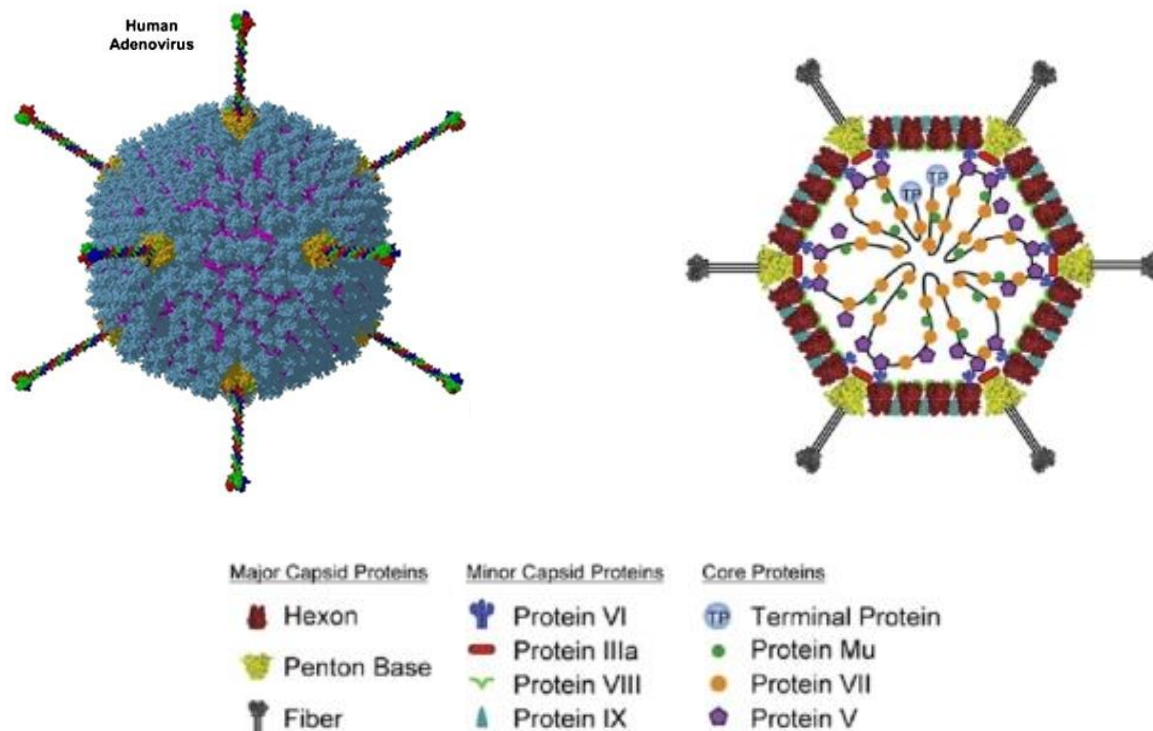 Human
Adenovirus
TP
TP
Major Capsid Proteins
Hexon
Penton Base
Fiber
Minor Capsid Proteins
Protein VI
Protein IIIa
Protein VIII
Protein IX
Core Proteins
TP Terminal Protein
Protein Mu
Protein VII
Protein V